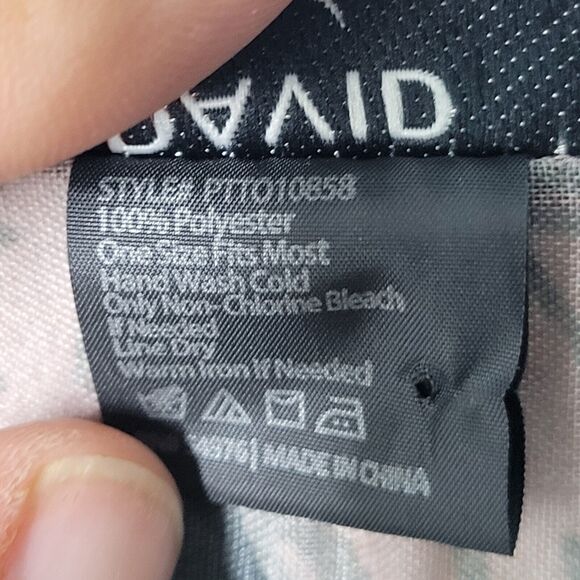 DAVID
STYLE# PTTO10858
100% Polyester
One Size Fits Most
Hand Wash Cold
Only Non-Chlorine Bleach
If Needed
Line Dry
Warm Iron If Needed
MADE IN CHINA